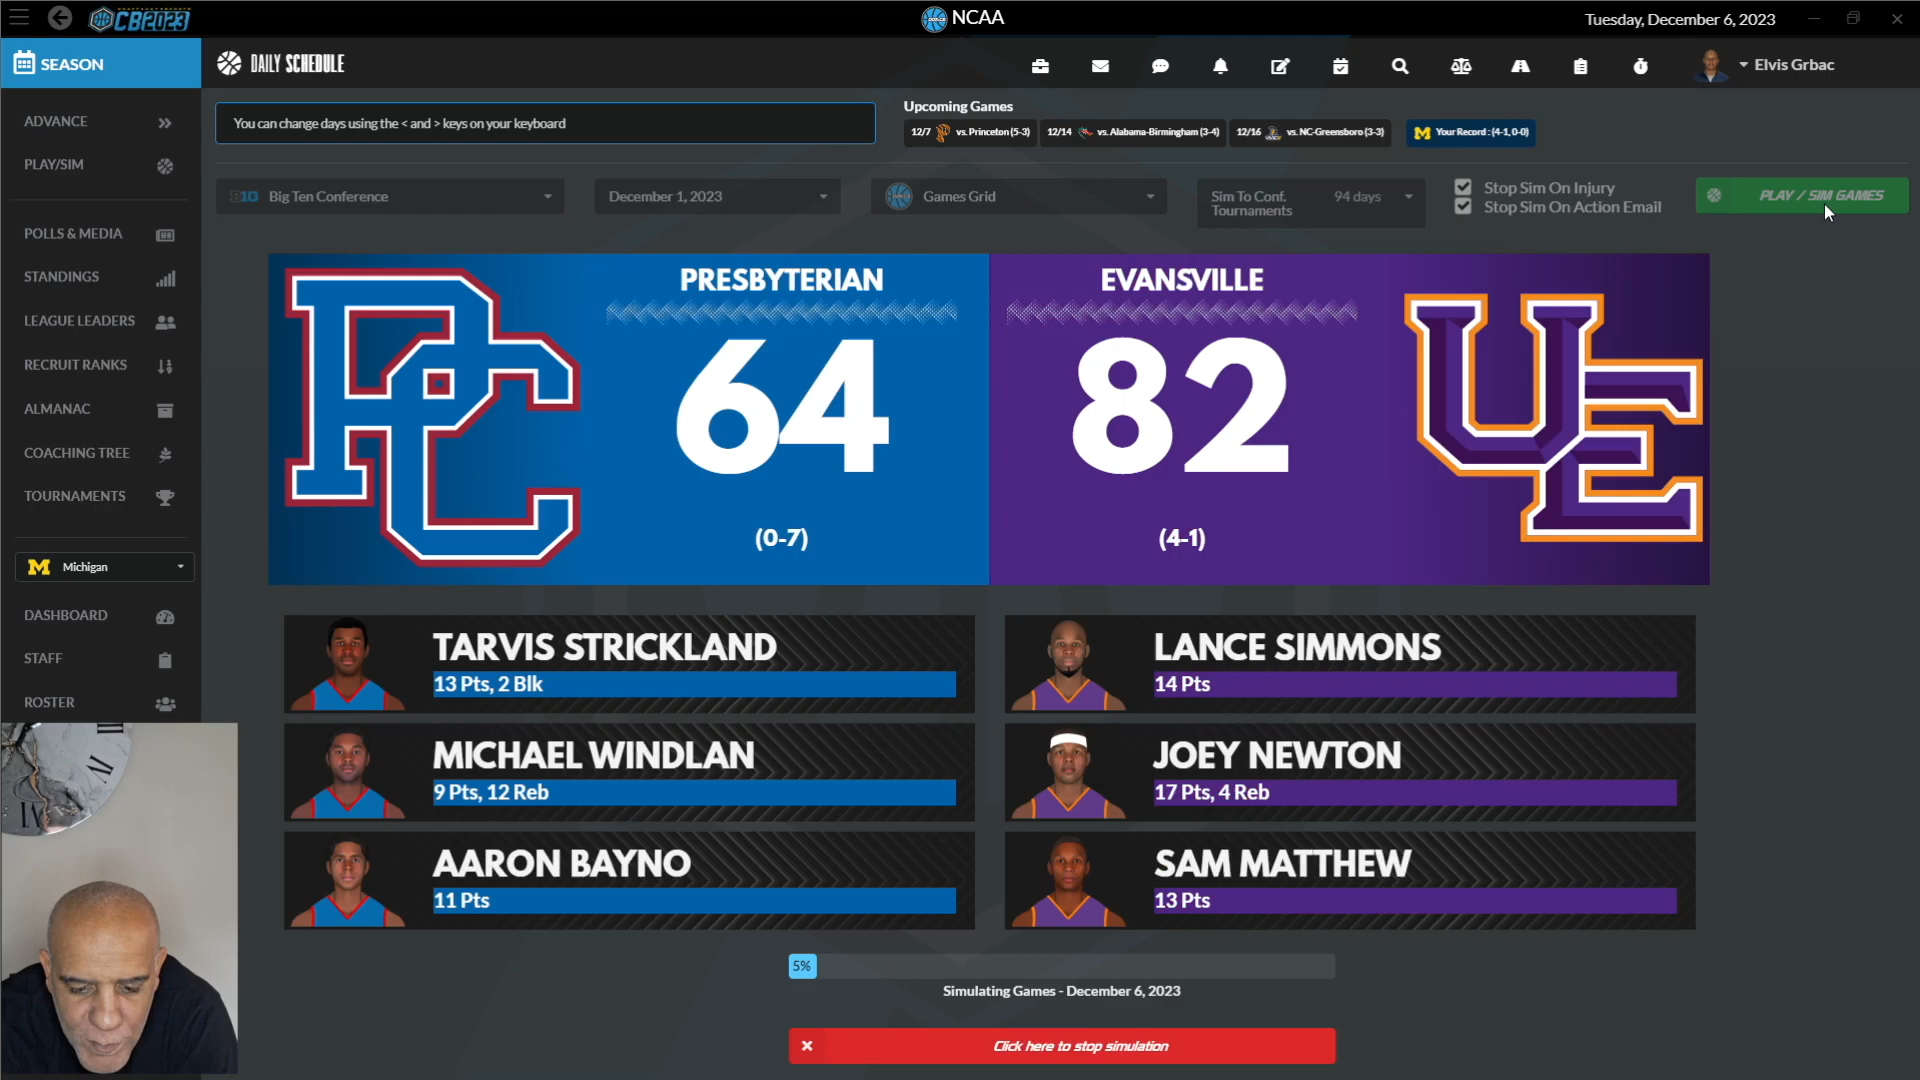 CB2023
NCAA
Tuesday, December 6, 2023
SEASON
DAILY SCHEDULE
Elvis Grbac
ADVANCE
PLAY/SIM
POLLS & MEDIA
STANDINGS
LEAGUE LEADERS
RECRUIT RANKS
ALMANAC
COACHING TREE
TOURNAMENTS
Michigan
DASHBOARD
STAFF
ROSTER
You can change days using the < and > keys on your keyboard
Upcoming Games
12/7 vs. Princeton (5-3)
12/14 vs. Alabama-Birmingham (3-4)
12/16 vs. NC-Greensboro (3-3)
M Your Record : (4-1, 0-0)
B1G Big Ten Conference
December 1, 2023
Games Grid
Sim To Conf.
Tournaments
94 days
Stop Sim On Injury
Stop Sim On Action Email
PLAY / SIM GAMES
PC
PRESBYTERIAN
64
(0-7)
EVANSVILLE
82
(4-1)
UE
TARVIS STRICKLAND
13 Pts, 2 Blk
MICHAEL WINDLAN
9 Pts, 12 Reb
AARON BAYNO
11 Pts
LANCE SIMMONS
14 Pts
JOEY NEWTON
17 Pts, 4 Reb
SAM MATTHEW
13 Pts
5%
Simulating Games - December 6, 2023
Click here to stop simulation